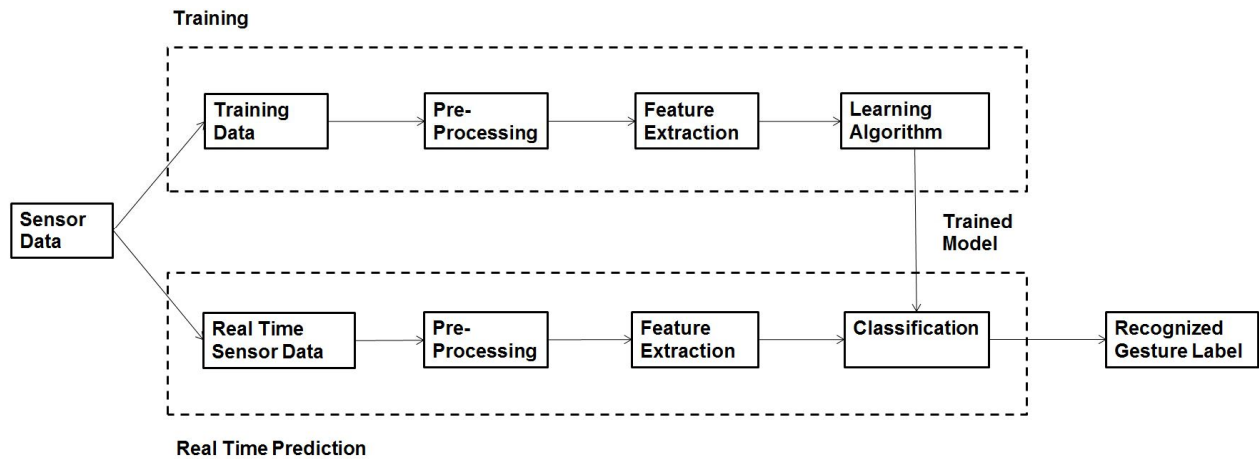 Training
Training
Data
Pre-
Processing
Feature
Extraction
Learning
Algorithm
Sensor
Data
Trained
Model
Real Time
Sensor Data
Pre-
Processing
Feature
Extraction
Classification
Recognized
Gesture Label
Real Time Prediction